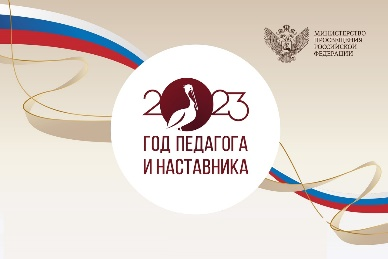 МИНИСТЕРСТВО
ПРОСВЕЩЕНИЯ
РОССИЙСКОЙ
ФЕДЕРАЦИИ
2023
ГОД ПЕДАГОГА
И НАСТАВНИКА